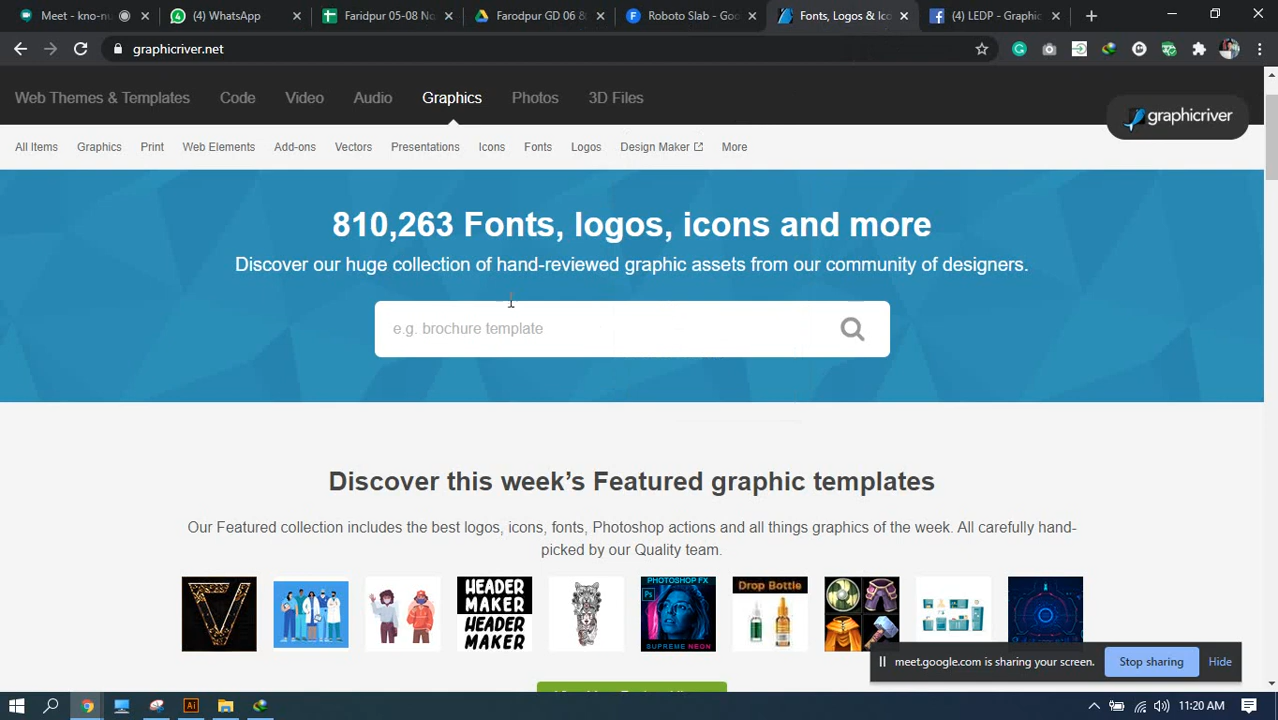 Meet - kno-nu
(4) WhatsApp
Faridpur 05-08 No
Farodpur GD 06 &
Roboto Slab - Goo
Fonts, Logos & Ico
(4) LEDP - Graphic
graphicriver.net
Web Themes & Templates
Code
Video
Audio
Graphics
Photos
3D Files
graphicriver
All Items
Graphics
Print
Web Elements
Add-ons
Vectors
Presentations
Icons
Fonts
Logos
Design Maker
More
810,263 Fonts, logos, icons and more
Discover our huge collection of hand-reviewed graphic assets from our community of designers.
e.g. brochure template
Discover this week's Featured graphic templates
Our Featured collection includes the best logos, icons, fonts, Photoshop actions and all things graphics of the week. All carefully hand-
picked by our Quality team.
HEADER
MAKER
HEADER
MAKER
PHOTOSHOP FX
Ps
SUPREME NEON
Drop Bottle
meet.google.com is sharing your screen.
Stop sharing
Hide
Ai
11:20 AM